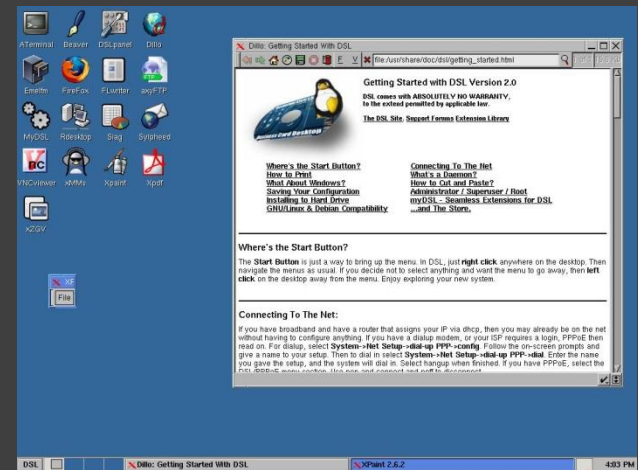 ATerminal Beaver DSLpanel Dillo
Emelfm FireFox FLwriter axyFTP
MyDSL Rdesktop Siag Sylpheed
VNCviewer xMMs Xpaint Xpdf
xZGV
XP
File
Dillo: Getting Started With DSL
file:/usr/share/doc/dsl/getting_started.html
Getting Started with DSL Version 2.0
DSL comes with ABSOLUTELY NO WARRANTY,
to the extend permitted by applicable law.
The DSL Site, Support Forums Extension Library
Business Card Desktop
Where's the Start Button?
How to Print
What About Windows?
Saving Your Configuration
Installing to Hard Drive
GNU/Linux & Debian Compatibility
Connecting To The Net
What's a Daemon?
How to Cut and Paste?
Administrator / Superuser / Root
myDSL - Seamless Extensions for DSL
...and The Store.
Where's the Start Button?
The Start Button is just a way to bring up the menu. In DSL, just right click anywhere on the desktop. Then
navigate the menus as usual. If you decide not to select anything and want the menu to go away, then left
click on the desktop away from the menu. Enjoy exploring your new system.
Connecting To The Net:
If you have broadband and have a router that assigns your IP via dhcp, then you may already be on the net
without having to configure anything. If you have a dialup modem, or your ISP requires a login, PPPoE then
read on. For dialup, select System->Net Setup->dial-up PPP->config. Follow the on-screen prompts and
give a name to your setup. Then to dial in select System->Net Setup->dial-up PPP->dial. Enter the name
you gave the setup, and the system will dial in. Select hangup when finished. If you have PPPoE, select the
DSL Dillo: Getting Started With DSL XPaint 2.6.2 4:03 PM